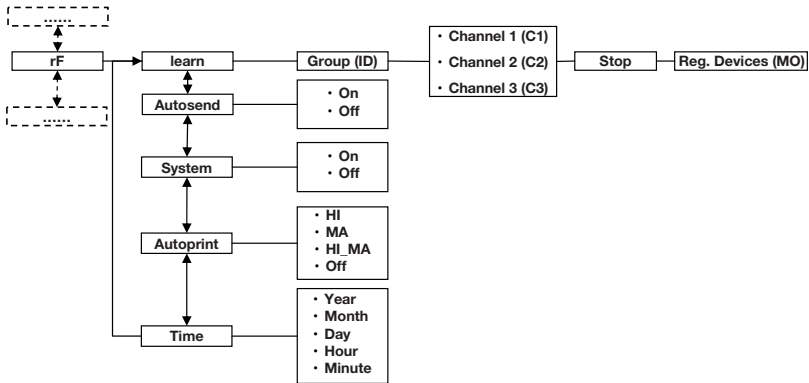 ......
rF
......
learn
Group (ID)
・ Channel 1 (C1)
・ Channel 2 (C2)
・ Channel 3 (C3)
Stop
Reg. Devices (MO)
Autosend
・ On
・ Off
System
・ On
・ Off
Autoprint
・ HI
・ MA
・ HI_MA
・ Off
Time
・ Year
・ Month
・ Day
・ Hour
・ Minute